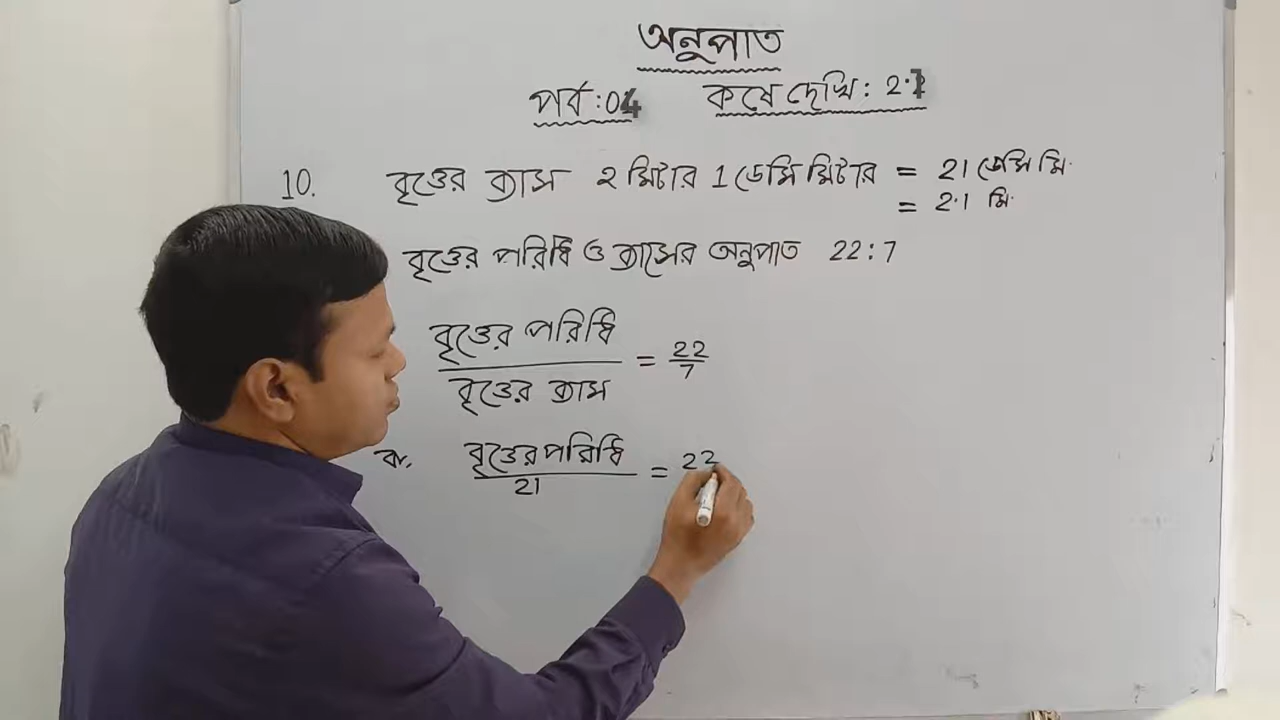 অনুপাত
পর্ব : 04 কষে দেখি : 2.1
10. বৃত্তের ব্যাস 2 মিটার 1 ডেসিমিটার = 21 ডেসি মি.
= 2.1 মি.
বৃত্তের পরিধি ও ব্যাসের অনুপাত 22 : 7
বৃত্তের পরিধি / বৃত্তের ব্যাস = 22/7
বা, বৃত্তের পরিধি / 21 = 22